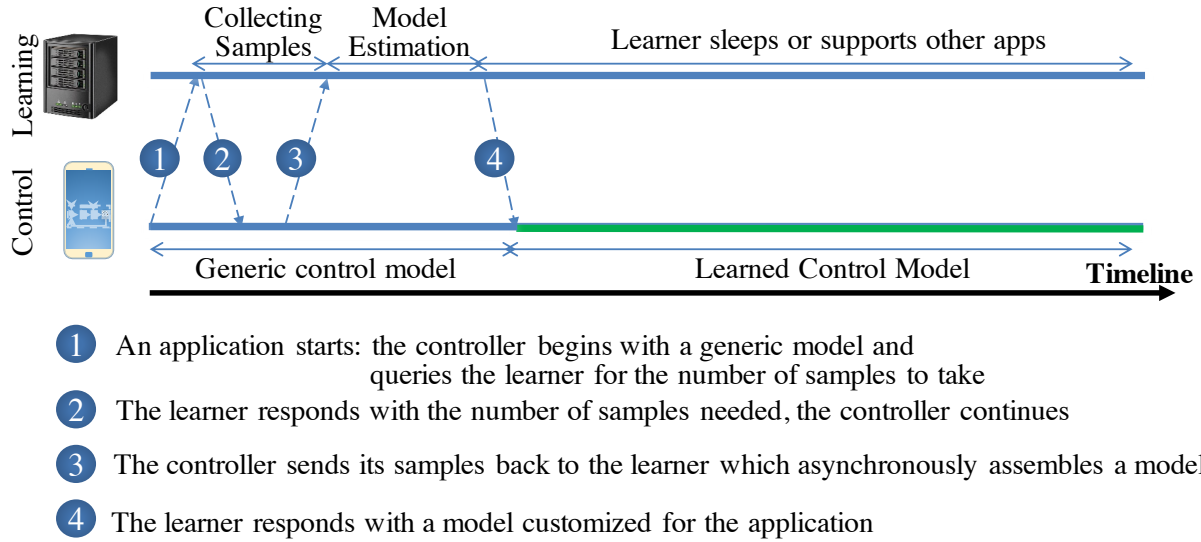 Learning
Collecting
Samples
Model
Estimation
Learner sleeps or supports other apps
1
2
3
4
Control
Generic control model
Learned Control Model
Timeline
1 An application starts: the controller begins with a generic model and
queries the learner for the number of samples to take
2 The learner responds with the number of samples needed, the controller continues
3 The controller sends its samples back to the learner which asynchronously assembles a model
4 The learner responds with a model customized for the application